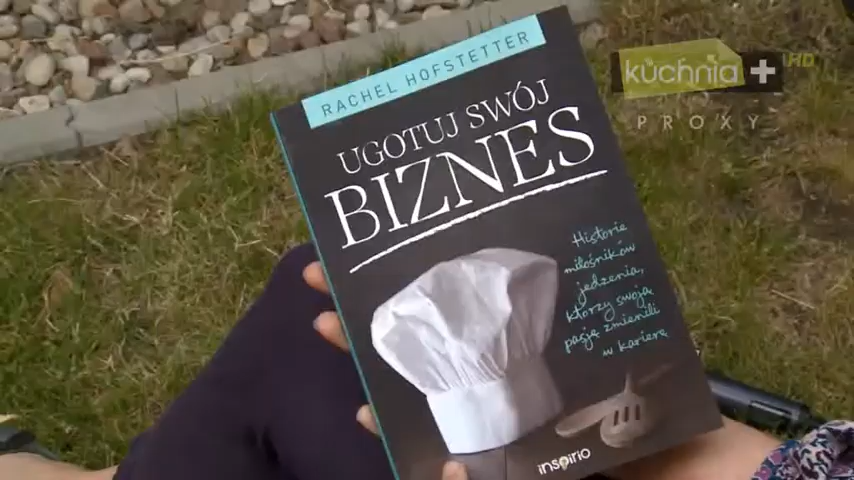 RACHEL HOFSTETTER
UGOTUJ SWÓJ
BIZNES
Historie
miłośników
jedzenia,
którzy swoją
pasję zmienili
w karierę
inspirio
kuchnia+HD
PROXY